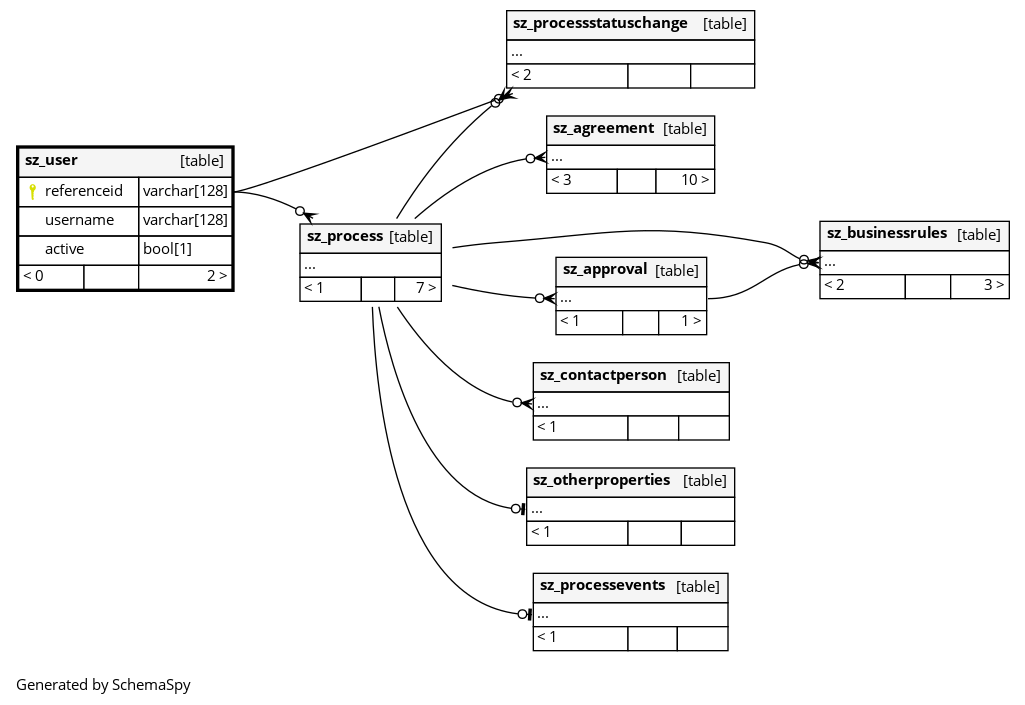 sz_processstatuschange [table]
...
< 2
sz_agreement [table]
...
< 3 10 >
sz_user [table]
referenceid varchar[128]
username varchar[128]
active bool[1]
< 0 2 >
sz_process [table]
...
< 1 7 >
sz_businessrules [table]
...
< 2 3 >
sz_approval [table]
...
< 1 1 >
sz_contactperson [table]
...
< 1
sz_otherproperties [table]
...
< 1
sz_processevents [table]
...
< 1
Generated by SchemaSpy